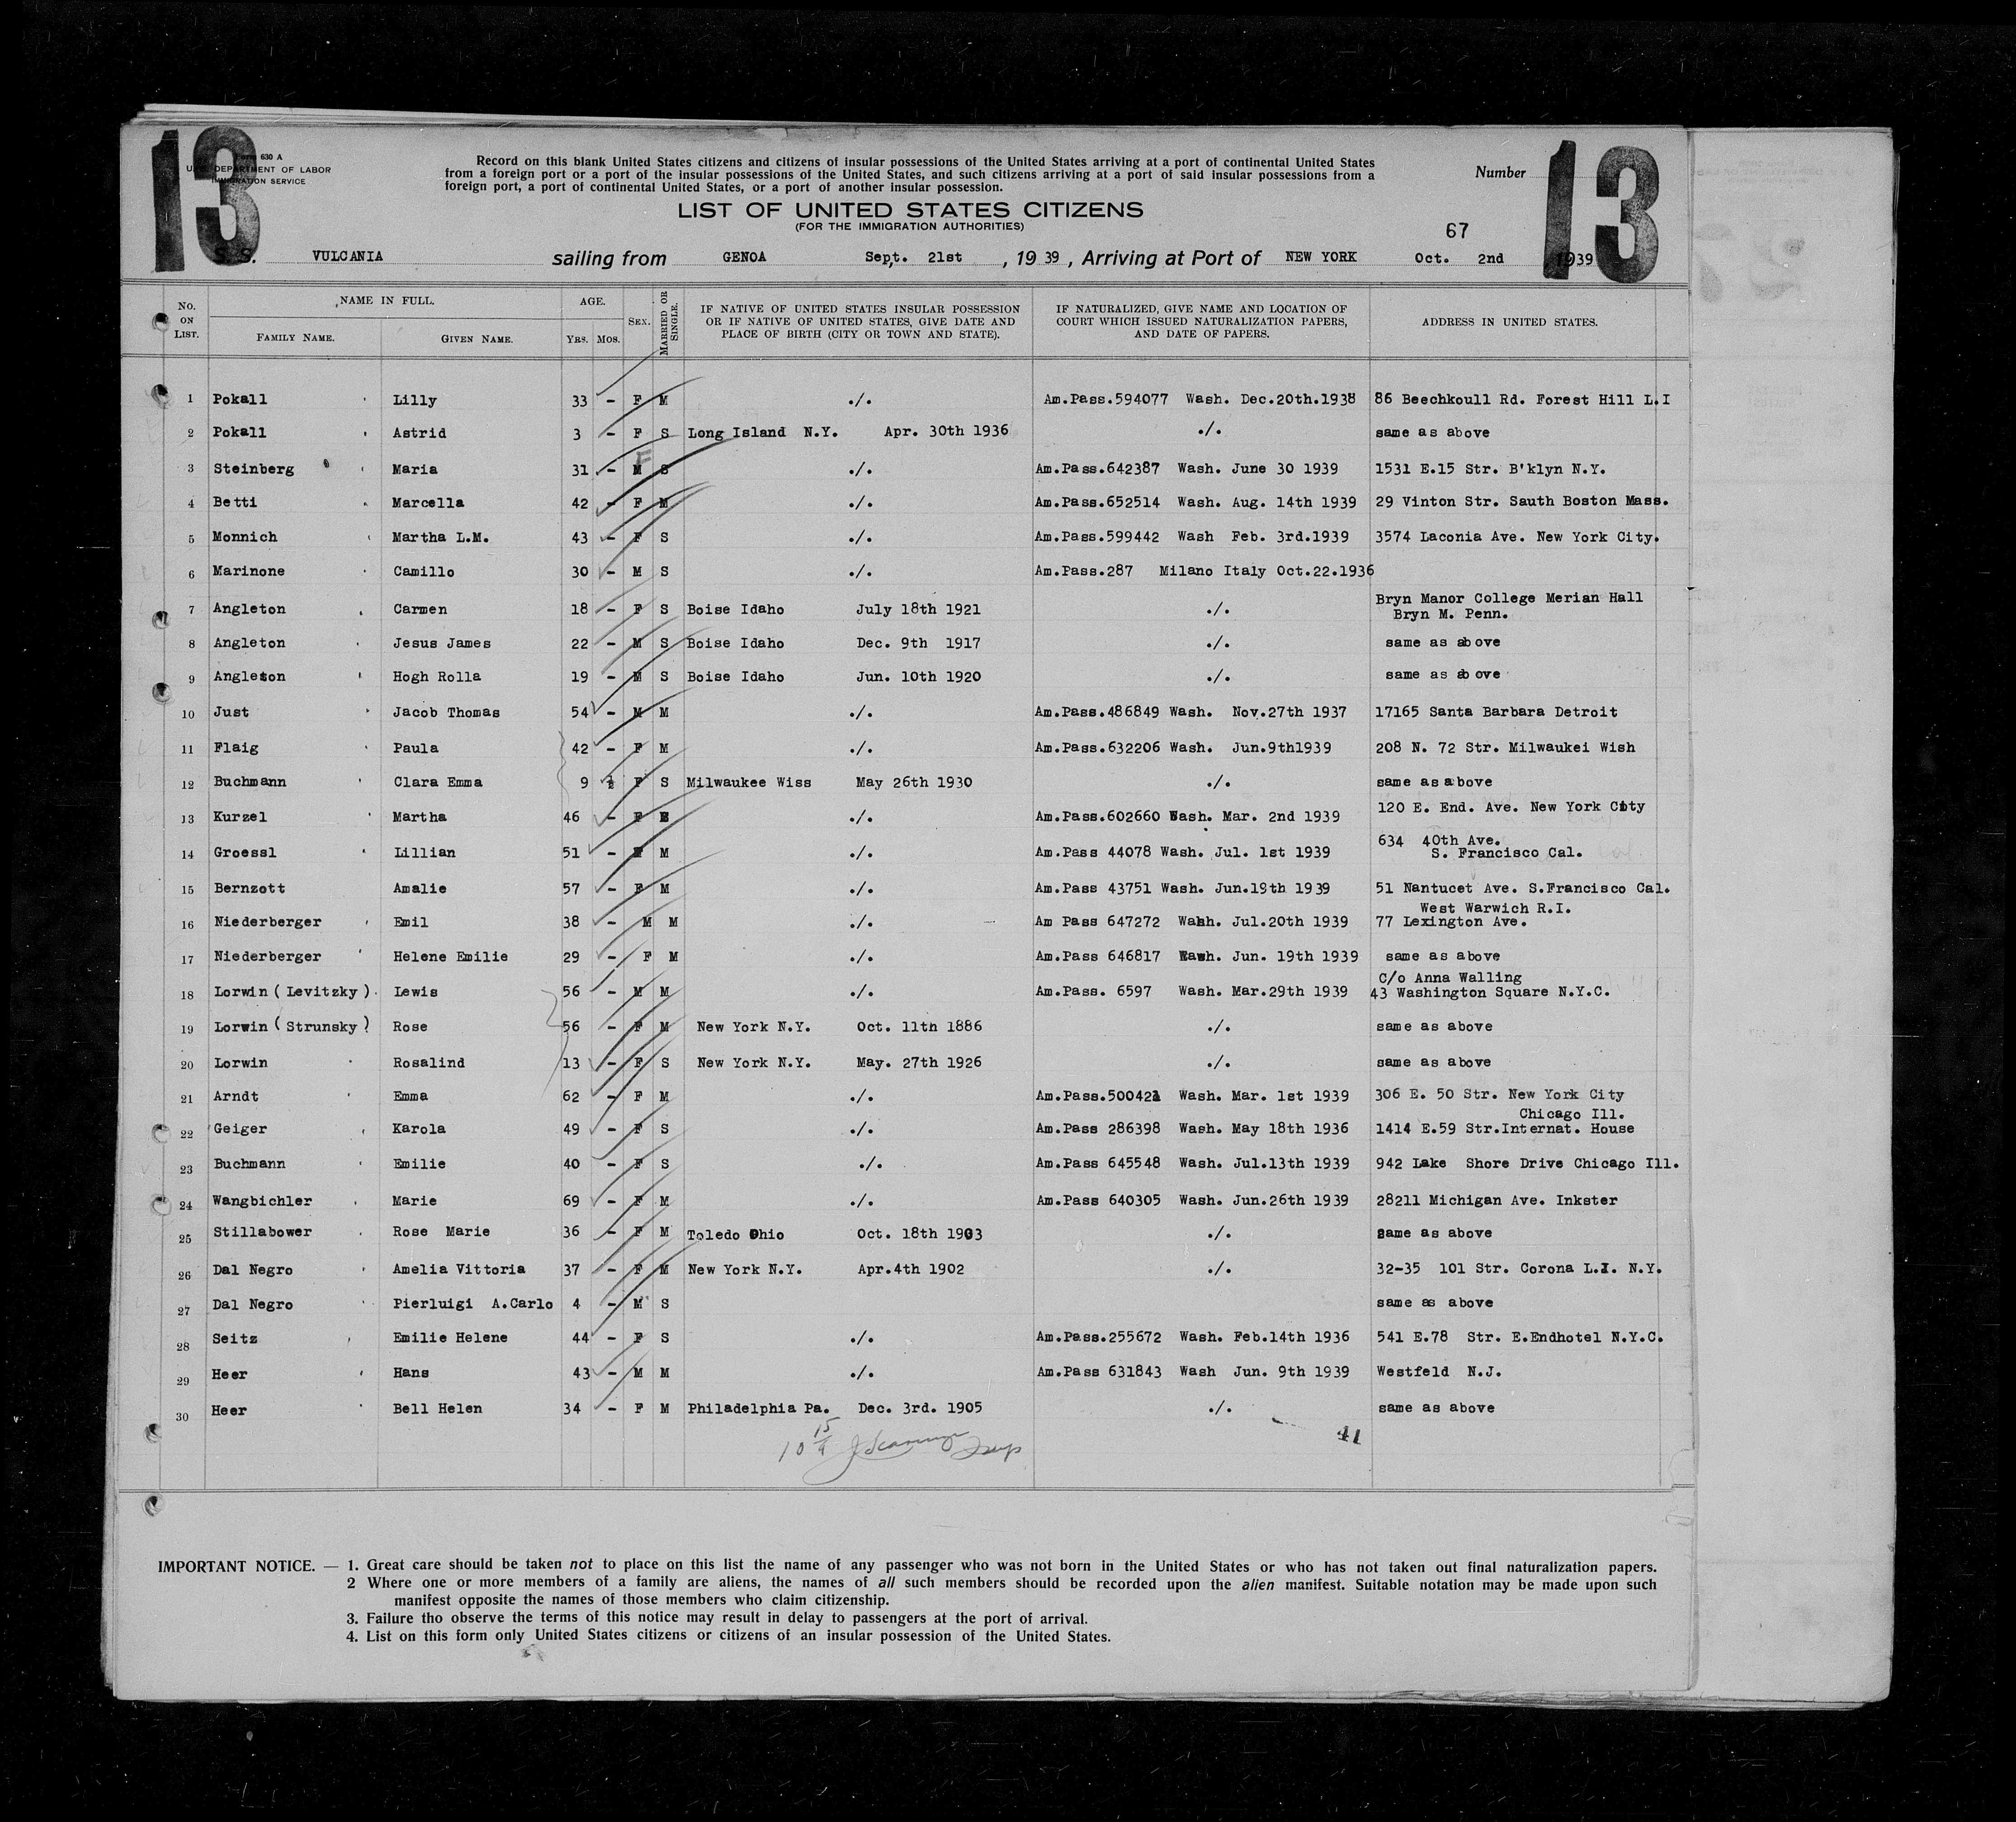 13
13
Form 630 A
U.S. DEPARTMENT OF LABOR
IMMIGRATION SERVICE
Record on this blank United States citizens and citizens of insular possessions of the United States arriving at a port of continental United States
from a foreign port or a port of the insular possessions of the United States, and such citizens arriving at a port of said insular possessions from a
foreign port, a port of continental United States, or a port of another insular possession.
Number
LIST OF UNITED STATES CITIZENS
(FOR THE IMMIGRATION AUTHORITIES)
67
S.S. VULCANIA sailing from GENOA Sept. 21st , 19 39 , Arriving at Port of NEW YORK Oct. 2nd 1939
No. ON LIST. NAME IN FULL. FAMILY NAME. GIVEN NAME. AGE. YRS. MOS. SEX. MARRIED OR SINGLE. IF NATIVE OF UNITED STATES INSULAR POSSESSION OR IF NATIVE OF UNITED STATES, GIVE DATE AND PLACE OF BIRTH (CITY OR TOWN AND STATE). IF NATURALIZED, GIVE NAME AND LOCATION OF COURT WHICH ISSUED NATURALIZATION PAPERS, AND DATE OF PAPERS. ADDRESS IN UNITED STATES.
1 Pokall Lilly 33 - F M ./. Am.Pass.594077 Wash. Dec.20th.1938 86 Beechkoull Rd. Forest Hill L.I
2 Pokall Astrid 3 - F S Long Island N.Y. Apr. 30th 1936 ./. same as above
3 Steinberg Maria 31 - M F S ./. Am.Pass.642387 Wash. June 30 1939 1531 E.15 Str. B'klyn N.Y.
4 Betti Marcella 42 - F M ./. Am.Pass.652514 Wash. Aug. 14th 1939 29 Vinton Str. Sauth Boston Mass.
5 Monnich Martha L.M. 43 - F S ./. Am.Pass.599442 Wash Feb. 3rd.1939 3574 Laconia Ave. New York City.
6 Marinone Camillo 30 - M S ./. Am.Pass.287 Milano Italy Oct.22.1936
7 Angleton Carmen 18 - F S Boise Idaho July 18th 1921 ./. Bryn Manor College Merian Hall
Bryn M. Penn.
8 Angleton Jesus James 22 - M S Boise Idaho Dec. 9th 1917 ./. same as above
9 Angleton Hogh Rolla 19 - M S Boise Idaho Jun. 10th 1920 ./. same as above
10 Just Jacob Thomas 54 - M M ./. Am.Pass.486849 Wash. Nov.27th 1937 17165 Santa Barbara Detroit
11 Flaig Paula 42 - F M ./. Am.Pass.632206 Wash. Jun.9th1939 208 N. 72 Str. Milwaukei Wish
12 Buchmann Clara Emma 9 ½ F S Milwaukee Wiss May 26th 1930 ./. same as above
13 Kurzel Martha 46 - F ./. Am.Pass.602660 Wash. Mar. 2nd 1939 120 E. End. Ave. New York City
14 Groessl Lillian 51 - F M ./. Am.Pass 44078 Wash. Jul. 1st 1939 634 40th Ave.
S. Francisco Cal.
15 Bernzott Amalie 57 - F M ./. Am.Pass 43751 Wash. Jun.19th 1939 51 Nantucet Ave. S.Francisco Cal.
West Warwich R.I.
16 Niederberger Emil 38 - M M ./. Am Pass 647272 Wash. Jul.20th 1939 77 Lexington Ave.
17 Niederberger Helene Emilie 29 - F M ./. Am.Pass 646817 Wash. Jun. 19th 1939 same as above
C/o Anna Walling
18 Lorwin (Levitzky) Lewis 56 - M M ./. Am.Pass. 6597 Wash. Mar.29th 1939 43 Washington Square N.Y.C.
19 Lorwin (Strunsky) Rose 56 - F M New York N.Y. Oct. 11th 1886 ./. same as above
20 Lorwin Rosalind 13 - F S New York N.Y. May. 27th 1926 ./. same as above
21 Arndt Emma 62 - F M ./. Am.Pass.500421 Wash. Mar. 1st 1939 306 E. 50 Str. New York City
Chicago Ill.
22 Geiger Karola 49 - F S ./. Am.Pass 286398 Wash. May 18th 1936 1414 E.59 Str.Internat. House
23 Buchmann Emilie 40 - F S ./. Am.Pass 645548 Wash. Jul.13th 1939 942 Lake Shore Drive Chicago Ill.
24 Wangbichler Marie 69 - F M ./. Am.Pass 640305 Wash. Jun.26th 1939 28211 Michigan Ave. Inkster
25 Stillabower Rose Marie 36 - F M Toledo Ohio Oct. 18th 1903 ./. same as above
26 Dal Negro Amelia Vittoria 37 - F M New York N.Y. Apr.4th 1902 ./. 32-35 101 Str. Corona L.I. N.Y.
27 Dal Negro Pierluigi A.Carlo 4 - M S same as above
28 Seitz Emilie Helene 44 - F S ./. Am.Pass.255672 Wash. Feb.14th 1936 541 E.78 Str. E.Endhotel N.Y.C.
29 Heer Hans 43 - M M ./. Am.Pass 631843 Wash Jun. 9th 1939 Westfeld N.J.
30 Heer Bell Helen 34 - F M Philadelphia Pa. Dec. 3rd. 1905 ./. same as above
41
IMPORTANT NOTICE. — 1. Great care should be taken not to place on this list the name of any passenger who was not born in the United States or who has not taken out final naturalization papers.
2 Where one or more members of a family are aliens, the names of all such members should be recorded upon the alien manifest. Suitable notation may be made upon such
manifest opposite the names of those members who claim citizenship.
3. Failure tho observe the terms of this notice may result in delay to passengers at the port of arrival.
4. List on this form only United States citizens or citizens of an insular possession of the United States.